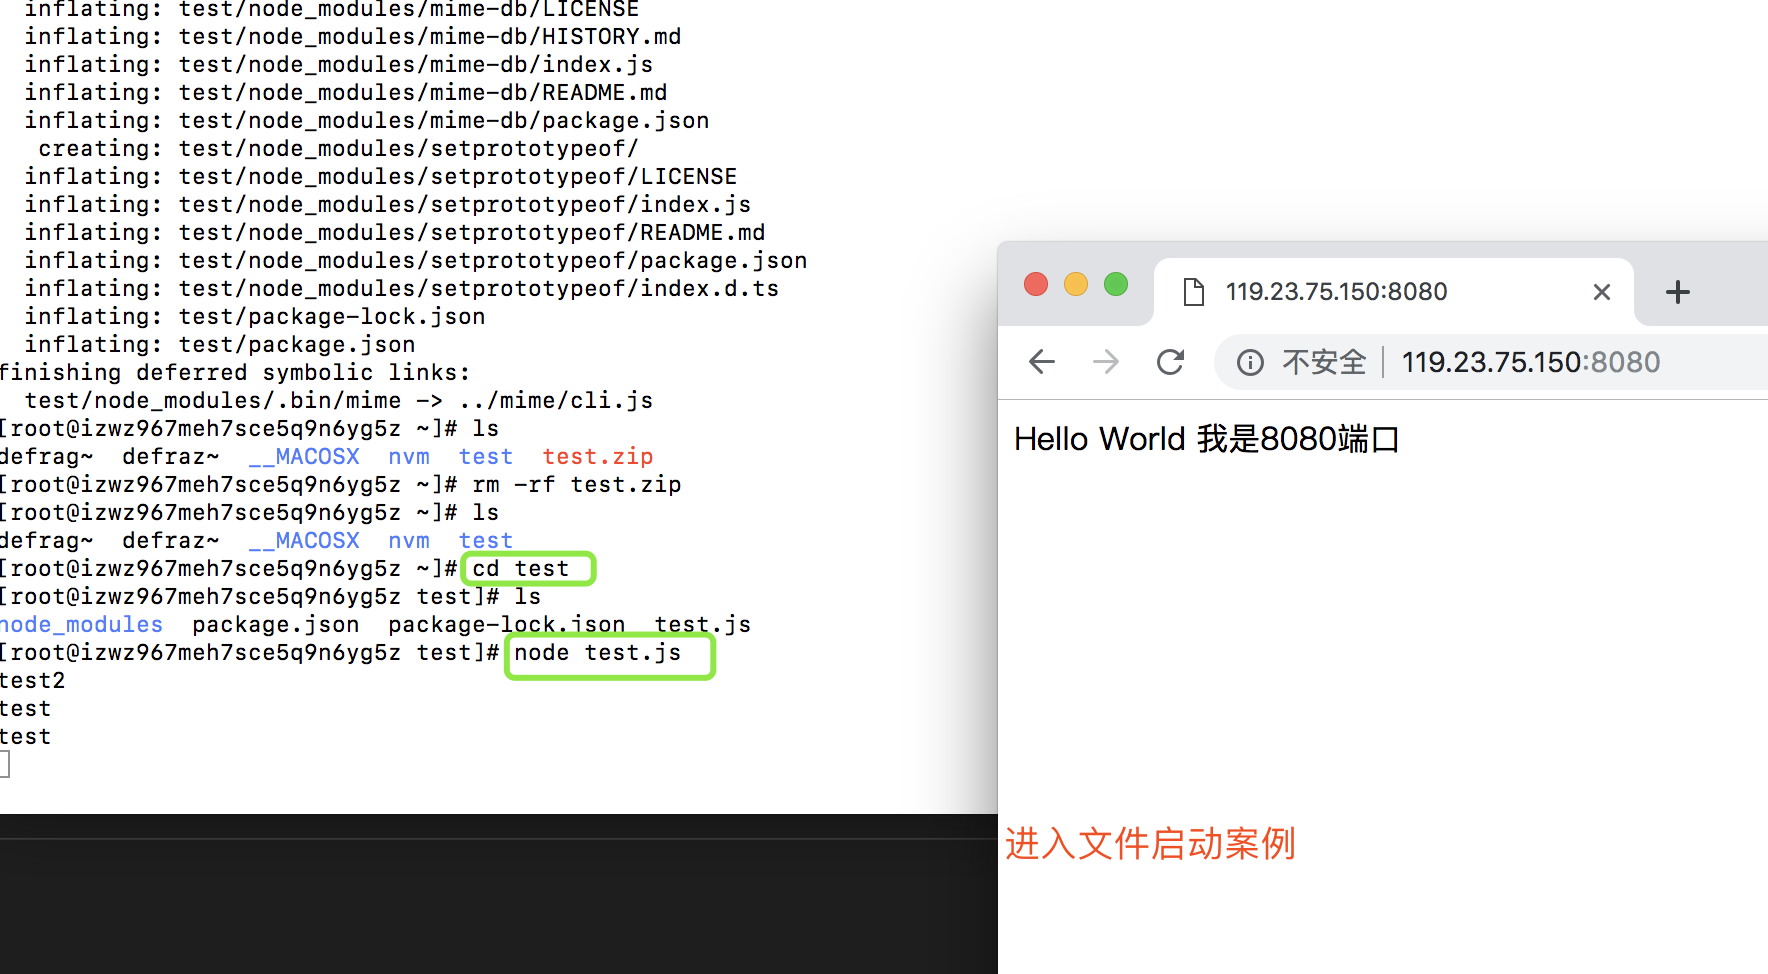 inflating: test/node_modules/mime-db/LICENSE
inflating: test/node_modules/mime-db/HISTORY.md
inflating: test/node_modules/mime-db/index.js
inflating: test/node_modules/mime-db/README.md
inflating: test/node_modules/mime-db/package.json
creating: test/node_modules/setprototypeof/
inflating: test/node_modules/setprototypeof/LICENSE
inflating: test/node_modules/setprototypeof/index.js
inflating: test/node_modules/setprototypeof/README.md
inflating: test/node_modules/setprototypeof/package.json
inflating: test/node_modules/setprototypeof/index.d.ts
inflating: test/package-lock.json
inflating: test/package.json
finishing deferred symbolic links:
test/node_modules/.bin/mime -> ../mime/cli.js
[root@izwz967meh7sce5q9n6yg5z ~]# ls
defrag~  defraz~  __MACOSX  nvm  test  test.zip
[root@izwz967meh7sce5q9n6yg5z ~]# rm -rf test.zip
[root@izwz967meh7sce5q9n6yg5z ~]# ls
defrag~  defraz~  __MACOSX  nvm  test
[root@izwz967meh7sce5q9n6yg5z ~]# cd test
[root@izwz967meh7sce5q9n6yg5z test]# ls
node_modules  package.json  package-lock.json  test.js
[root@izwz967meh7sce5q9n6yg5z test]# node test.js
test2
test
test
119.23.75.150:8080
不安全 119.23.75.150:8080
Hello World 我是8080端口
进入文件启动案例